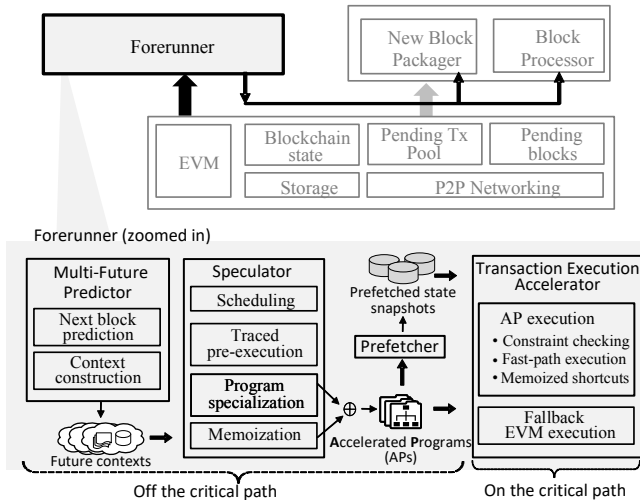 Forerunner
New Block
Packager
Block
Processor
EVM
Blockchain
state
Pending Tx
Pool
Pending
blocks
Storage
P2P Networking
Forerunner (zoomed in)
Multi-Future
Predictor
Next block
prediction
Context
construction
Future contexts
Speculator
Scheduling
Traced
pre-execution
Program
specialization
Memoization
Prefetched state
snapshots
Prefetcher
Accelerated Programs
(APs)
Transaction Execution
Accelerator
AP execution
• Constraint checking
• Fast-path execution
• Memoized shortcuts
Fallback
EVM execution
Off the critical path
On the critical path